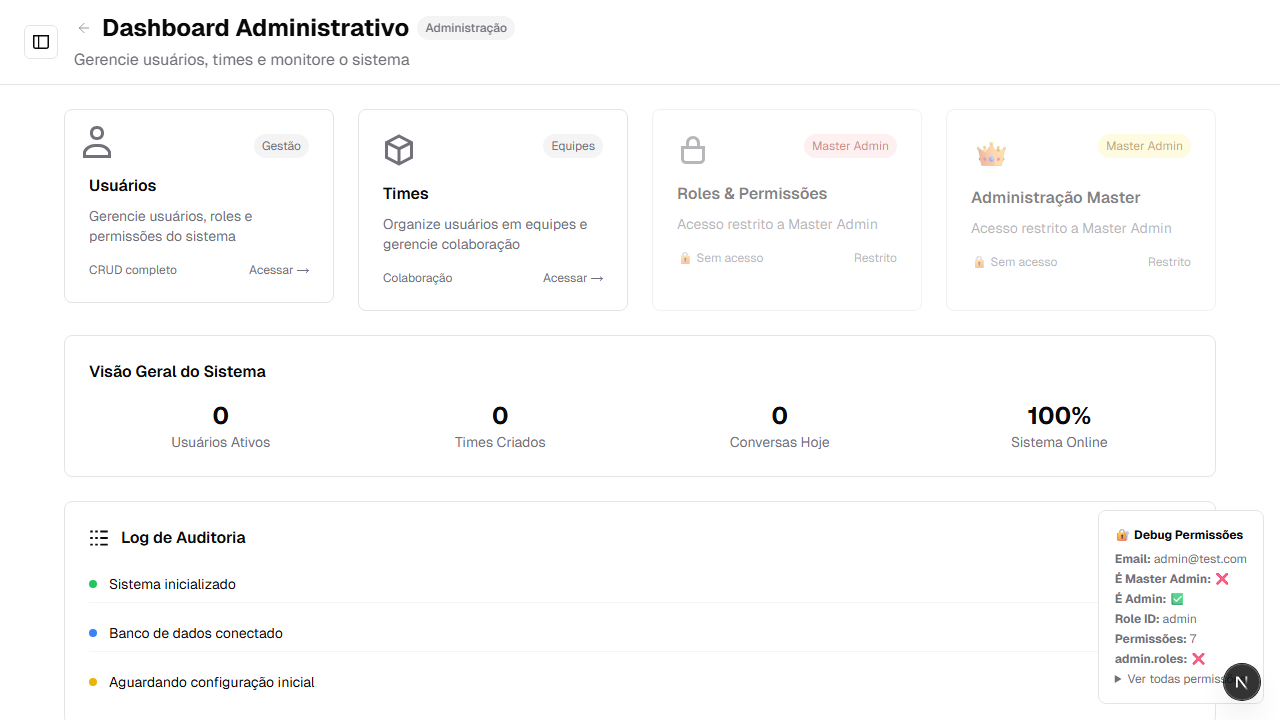 Dashboard Administrativo
Administração
Gerencie usuários, times e monitore o sistema
Gestão
Usuários
Gerencie usuários, roles e
permissões do sistema
CRUD completo
Acessar →
Equipes
Times
Organize usuários em equipes e
gerencie colaboração
Colaboração
Acessar →
Master Admin
Roles & Permissões
Acesso restrito a Master Admin
🔒 Sem acesso
Restrito
Master Admin
Administração Master
Acesso restrito a Master Admin
🔒 Sem acesso
Restrito
Visão Geral do Sistema
0
Usuários Ativos
0
Times Criados
0
Conversas Hoje
100%
Sistema Online
Log de Auditoria
Sistema inicializado
Banco de dados conectado
Aguardando configuração inicial
🔐 Debug Permissões
Email: admin@test.com
É Master Admin: ❌
É Admin: ✅
Role ID: admin
Permissões: 7
admin.roles: ❌
▶ Ver todas
N